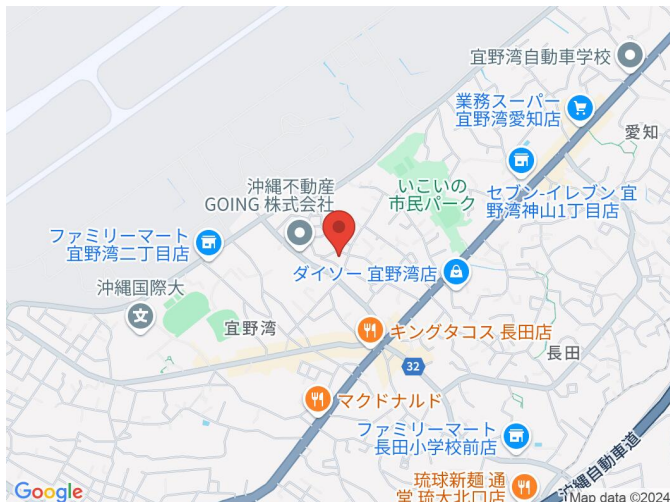 宜野湾自動車学校
業務スーパー
宜野湾愛知店
愛知
沖縄不動産
GOING 株式会社
いこいの
市民パーク
セブン-イレブン 宜
野湾神山1丁目店
ファミリーマート
宜野湾二丁目店
ダイソー 宜野湾店
沖縄国際大
宜野湾
キングタコス 長田店
長田
32
マクドナルド
ファミリーマート
長田小学校前店
沖縄自動車道
琉球新麺 通
堂 琉大北口店
Google
Map data ©2024